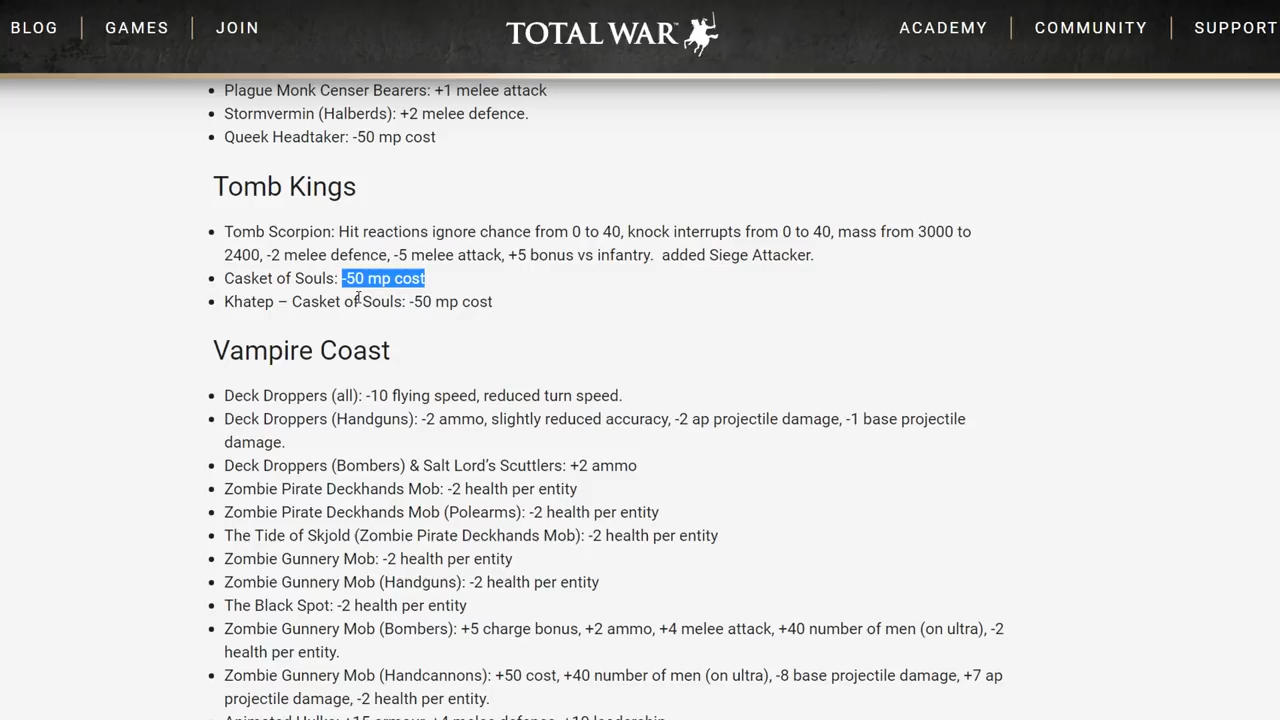 BLOG GAMES JOIN TOTAL WAR™ ACADEMY COMMUNITY SUPPORT
Plague Monk Censer Bearers: +1 melee attack
Stormvermin (Halberds): +2 melee defence.
Queek Headtaker: -50 mp cost
Tomb Kings
Tomb Scorpion: Hit reactions ignore chance from 0 to 40, knock interrupts from 0 to 40, mass from 3000 to
2400, -2 melee defence, -5 melee attack, +5 bonus vs infantry. added Siege Attacker.
Casket of Souls: -50 mp cost
Khatep – Casket of Souls: -50 mp cost
Vampire Coast
Deck Droppers (all): -10 flying speed, reduced turn speed.
Deck Droppers (Handguns): -2 ammo, slightly reduced accuracy, -2 ap projectile damage, -1 base projectile
damage.
Deck Droppers (Bombers) & Salt Lord’s Scuttlers: +2 ammo
Zombie Pirate Deckhands Mob: -2 health per entity
Zombie Pirate Deckhands Mob (Polearms): -2 health per entity
The Tide of Skjold (Zombie Pirate Deckhands Mob): -2 health per entity
Zombie Gunnery Mob: -2 health per entity
Zombie Gunnery Mob (Handguns): -2 health per entity
The Black Spot: -2 health per entity
Zombie Gunnery Mob (Bombers): +5 charge bonus, +2 ammo, +4 melee attack, +40 number of men (on ultra), -2
health per entity.
Zombie Gunnery Mob (Handcannons): +50 cost, +40 number of men (on ultra), -8 base projectile damage, +7 ap
projectile damage, -2 health per entity.
Animated Hulks: +15 armour, +4 melee defence, +10 leadership